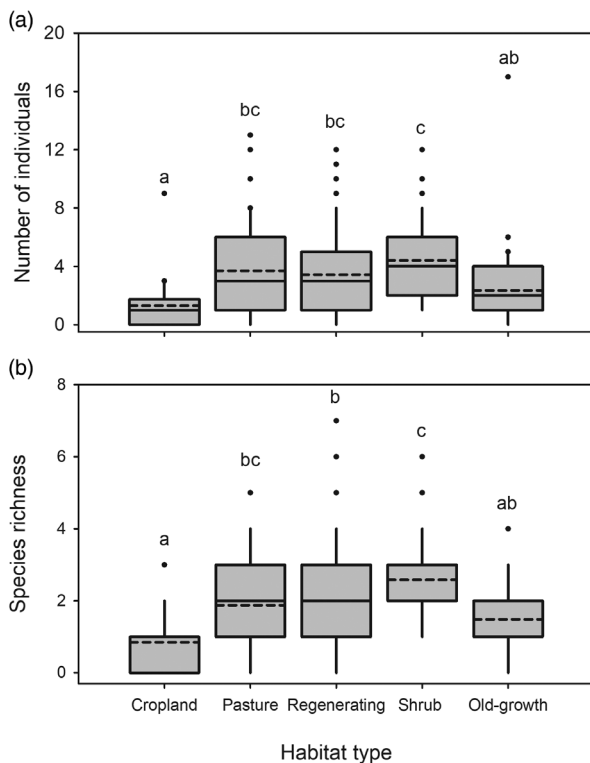 (a)
20
16
12
8
4
0
Number of individuals
a
bc
bc
c
ab
(b)
8
6
4
2
0
Species richness
a
bc
b
c
ab
Cropland Pasture Regenerating Shrub Old-growth
Habitat type